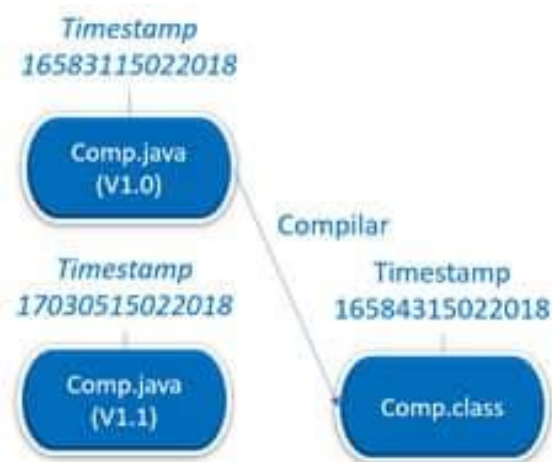 Timestamp
16583115022018
Comp.java
(V1.0)
Compilar
Timestamp
17030515022018
Timestamp
16584315022018
Comp.java
(V1.1)
Comp.class